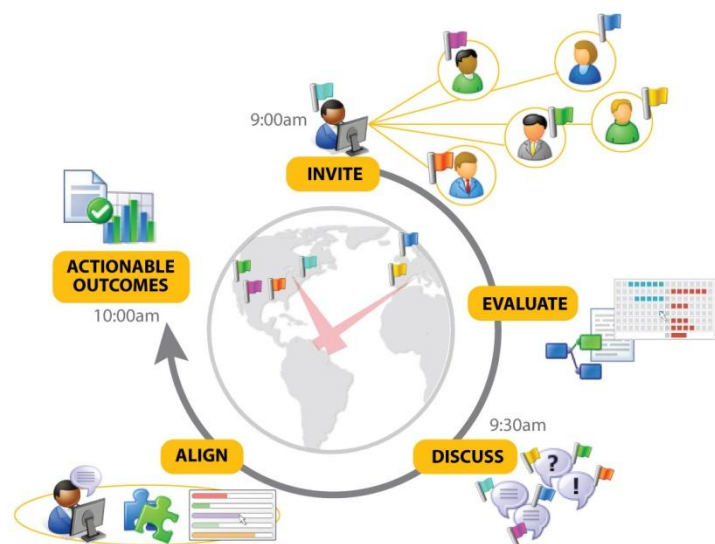 9:00am
INVITE
EVALUATE
9:30am
DISCUSS
?
!
ALIGN
ACTIONABLE
OUTCOMES
10:00am